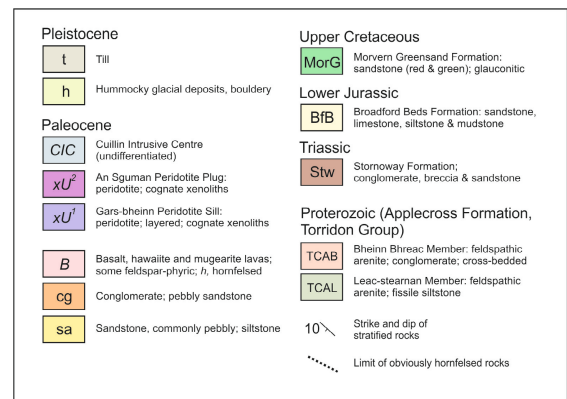 Pleistocene
t
Till
h
Hummocky glacial deposits, bouldery
Paleocene
CIC
Cuillin Intrusive Centre
(undifferentiated)
xU²
An Sguman Peridotite Plug:
peridotite; cognate xenoliths
xU¹
Gars-bheinn Peridotite Sill:
peridotite; layered; cognate xenoliths
B
Basalt, hawaiite and mugearite lavas;
some feldspar-phyric; h, hornfelsed
cg
Conglomerate; pebbly sandstone
sa
Sandstone, commonly pebbly; siltstone
Upper Cretaceous
MorG
Morvern Greensand Formation:
sandstone (red & green); glauconitic
Lower Jurassic
BfB
Broadford Beds Formation: sandstone,
limestone, siltstone & mudstone
Triassic
Stw
Stornoway Formation;
conglomerate, breccia & sandstone
Proterozoic (Applecross Formation,
Torridon Group)
TCAB
Bheinn Bhreac Member: feldspathic
arenite; conglomerate; cross-bedded
TCAL
Leac-stearnan Member: feldspathic
arenite; fissile siltstone
10
Strike and dip of
stratified rocks
Limit of obviously hornfelsed rocks